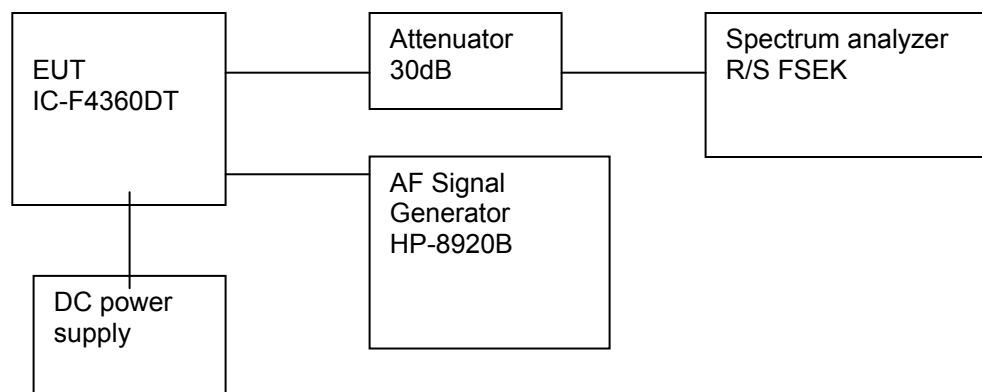 EUT
IC-F4360DT
Attenuator
30dB
Spectrum analyzer
R/S FSEK
AF Signal
Generator
HP-8920B
DC power
supply